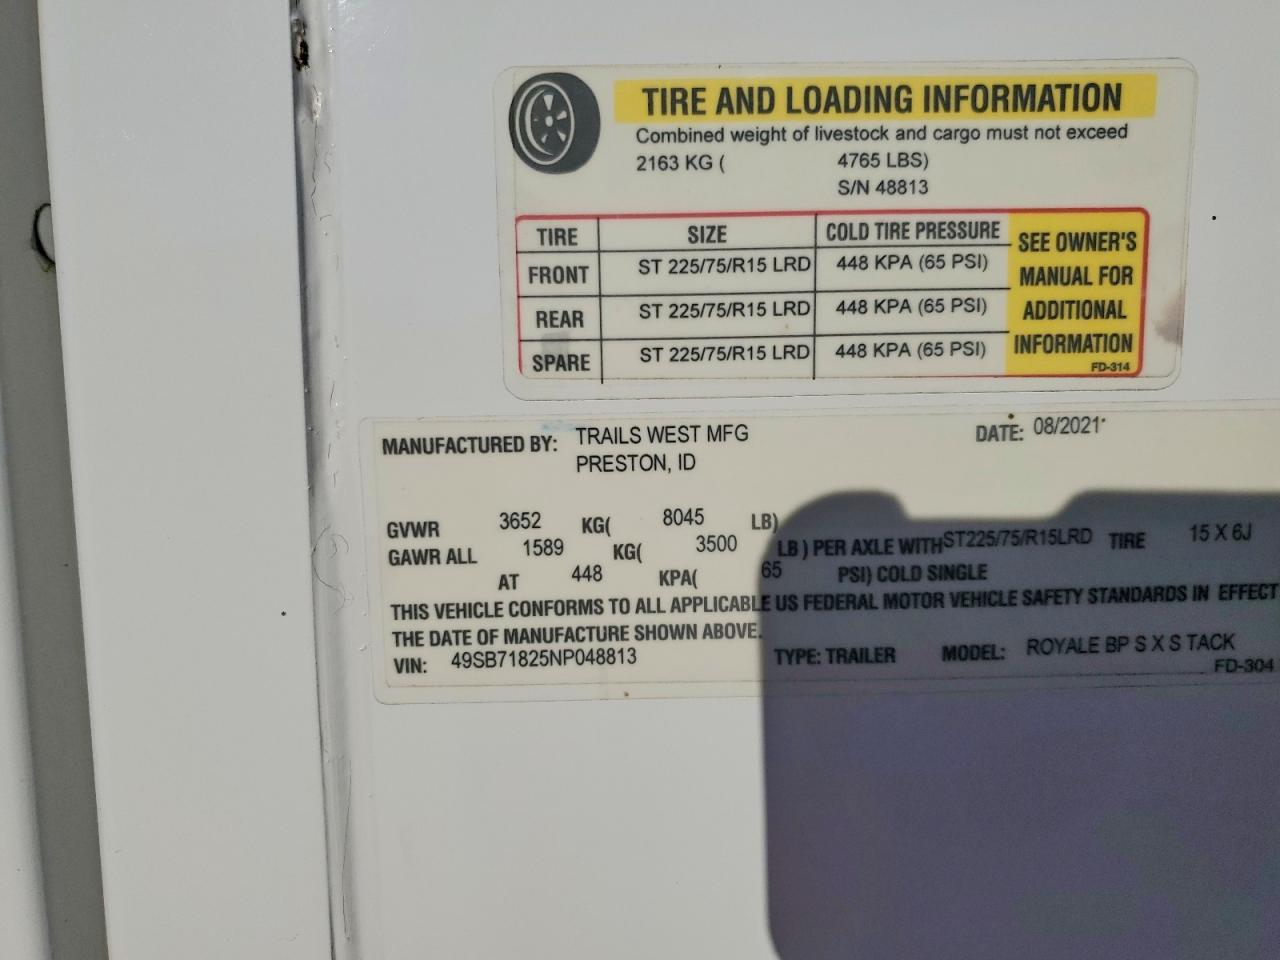 TIRE AND LOADING INFORMATION
Combined weight of livestock and cargo must not exceed
2163 KG ( 4765 LBS)
S/N 48813
TIRE SIZE COLD TIRE PRESSURE
FRONT ST 225/75/R15 LRD 448 KPA (65 PSI)
REAR ST 225/75/R15 LRD 448 KPA (65 PSI)
SPARE ST 225/75/R15 LRD 448 KPA (65 PSI)
SEE OWNER'S
MANUAL FOR
ADDITIONAL
INFORMATION
FD-314
MANUFACTURED BY: TRAILS WEST MFG DATE: 08/2021
PRESTON, ID
GVWR 3652 KG( 8045 LB)
GAWR ALL 1589 KG( 3500 LB ) PER AXLE WITH ST225/75/R15LRD TIRE 15 X 6J
AT 448 KPA( 65 PSI) COLD SINGLE
THIS VEHICLE CONFORMS TO ALL APPLICABLE US FEDERAL MOTOR VEHICLE SAFETY STANDARDS IN EFFECT
THE DATE OF MANUFACTURE SHOWN ABOVE.
VIN: 49SB71825NP048813 TYPE: TRAILER MODEL: ROYALE BP S X S TACK
FD-304